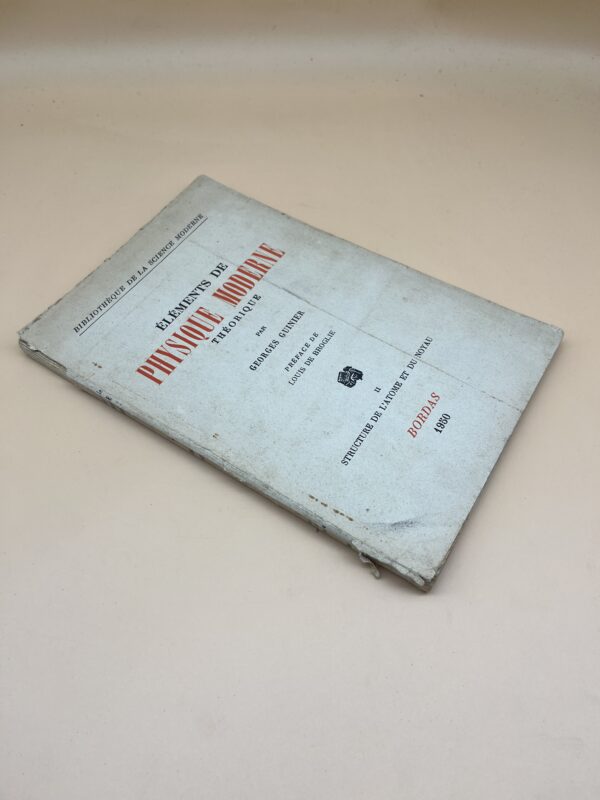 BIBLIOTHÈQUE DE LA SCIENCE MODERNE
ÉLÉMENTS DE
PHYSIQUE MODERNE
THÉORIQUE
PAR
GEORGES GUINIER
PRÉFACE DE
LOUIS DE BROGLIE
II
STRUCTURE DE L'ATOME ET DU NOYAU
BORDAS
1950